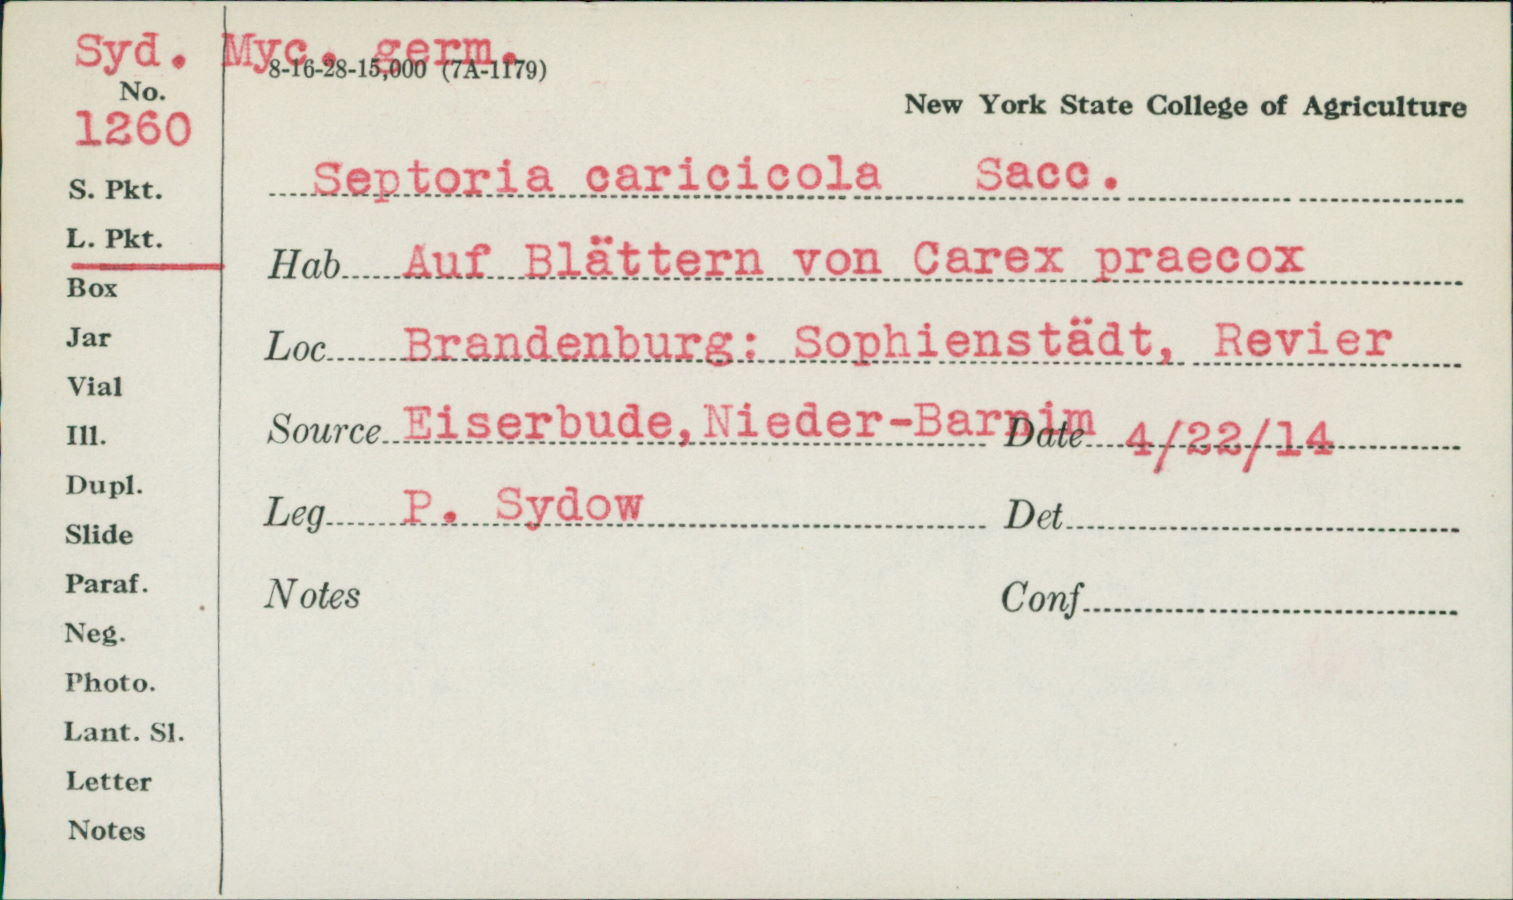 Syd. Myc. germ.
8-16-28-15,000 (7A-1179)
No.
1260
New York State College of Agriculture
Septoria caricicola Sacc.
S. Pkt.
L. Pkt.
Hab. Auf Blättern von Carex praecox
Box
Jar
Loc. Brandenburg: Sophienstädt, Revier
Vial
Ill.
Source Eiserbude, Nieder-Barnim Date 4/22/14
Dupl.
Leg. P. Sydow Det.
Slide
Paraf.
Notes Conf.
Neg.
Photo.
Lant. Sl.
Letter
Notes